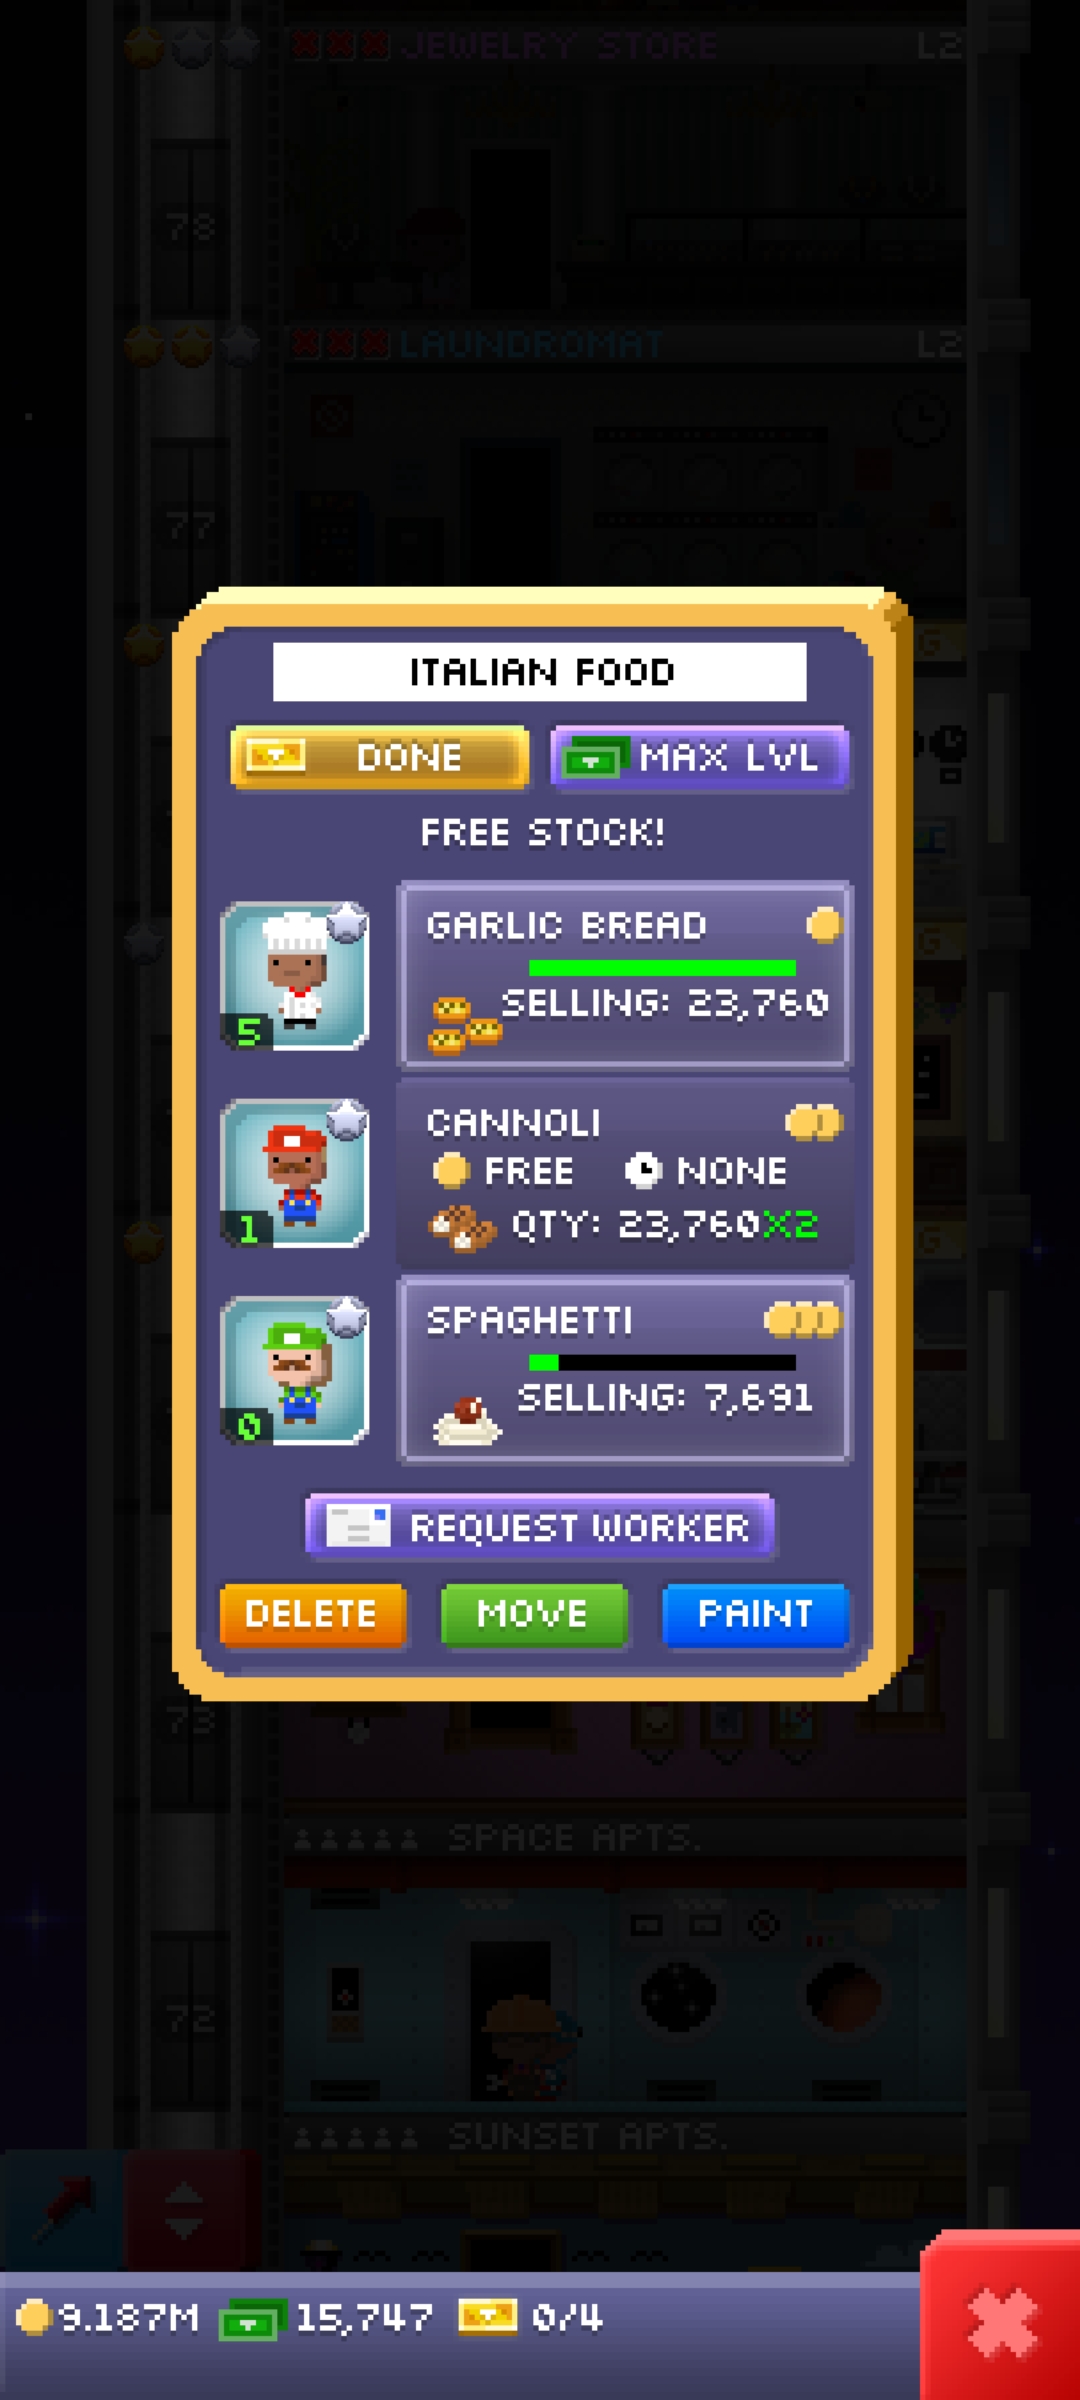 JEWELRY STORE L2
78
LAUNDROMAT L2
77
ITALIAN FOOD
DONE
MAX LVL
FREE STOCK!
GARLIC BREAD
SELLING: 23,760
5
CANNOLI
FREE NONE
QTY: 23,760X2
1
SPAGHETTI
SELLING: 7,691
0
REQUEST WORKER
DELETE MOVE PAINT
73
SPACE APTS.
72
SUNSET APTS.
9.187M 15,747 0/4